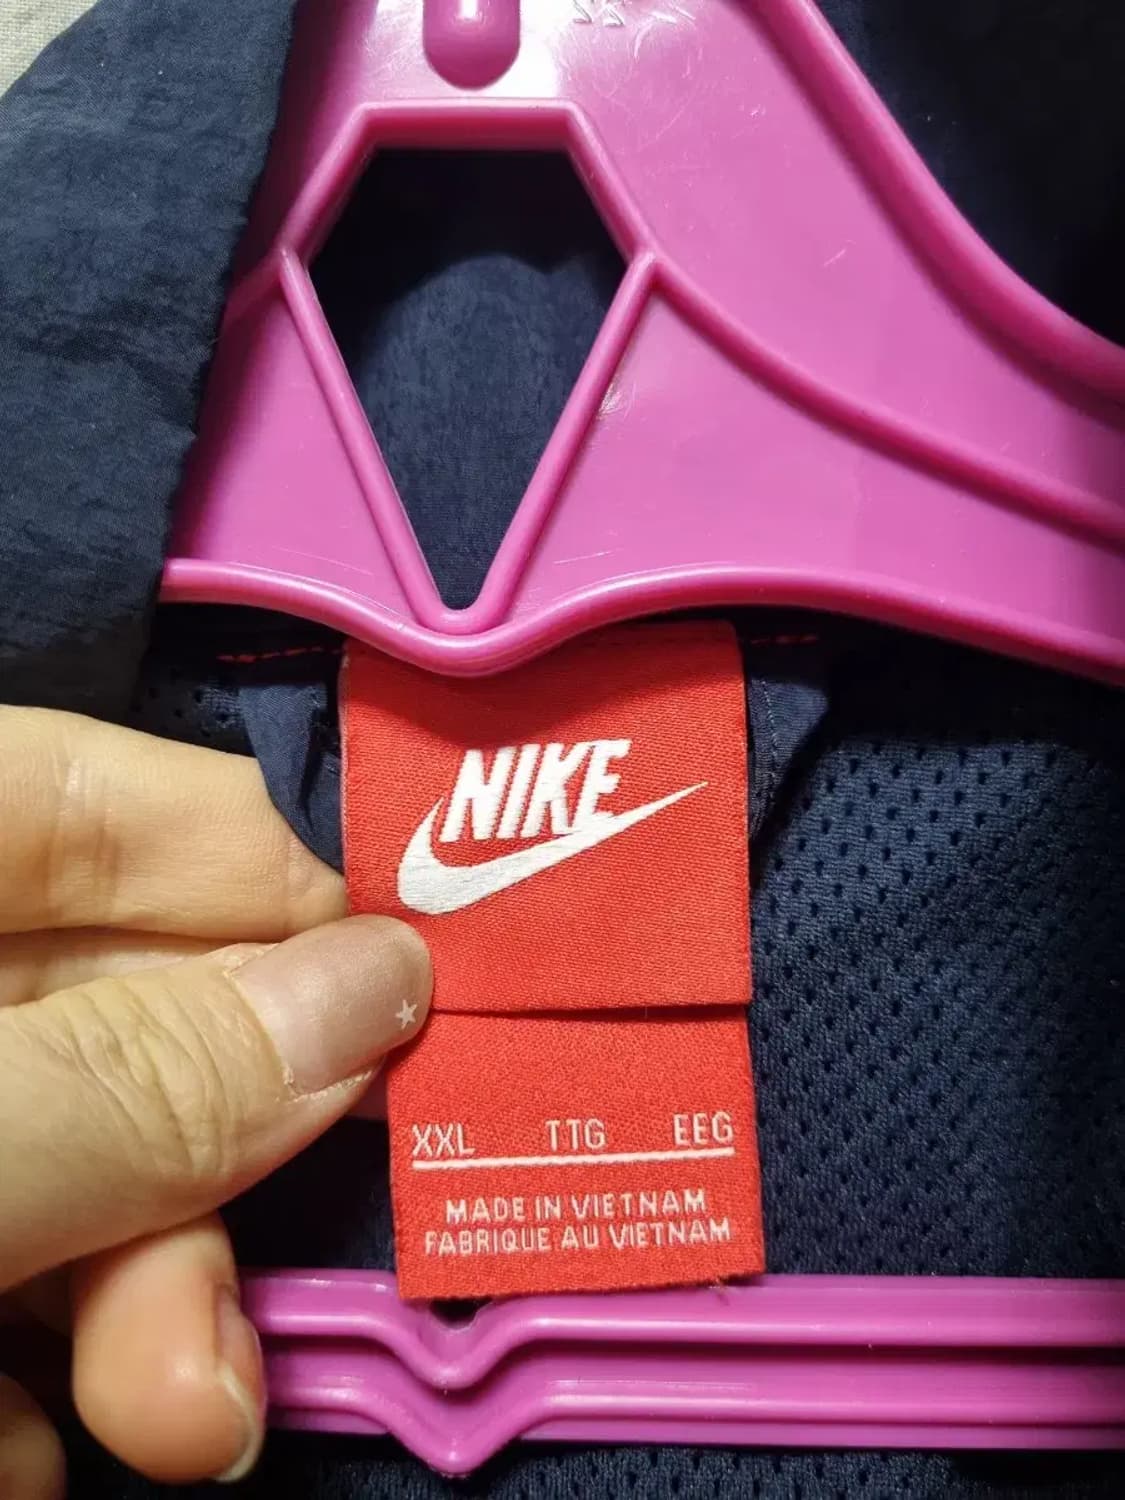 NIKE
XXL TTG EEG
MADE IN VIETNAM
FABRIQUE AU VIETNAM